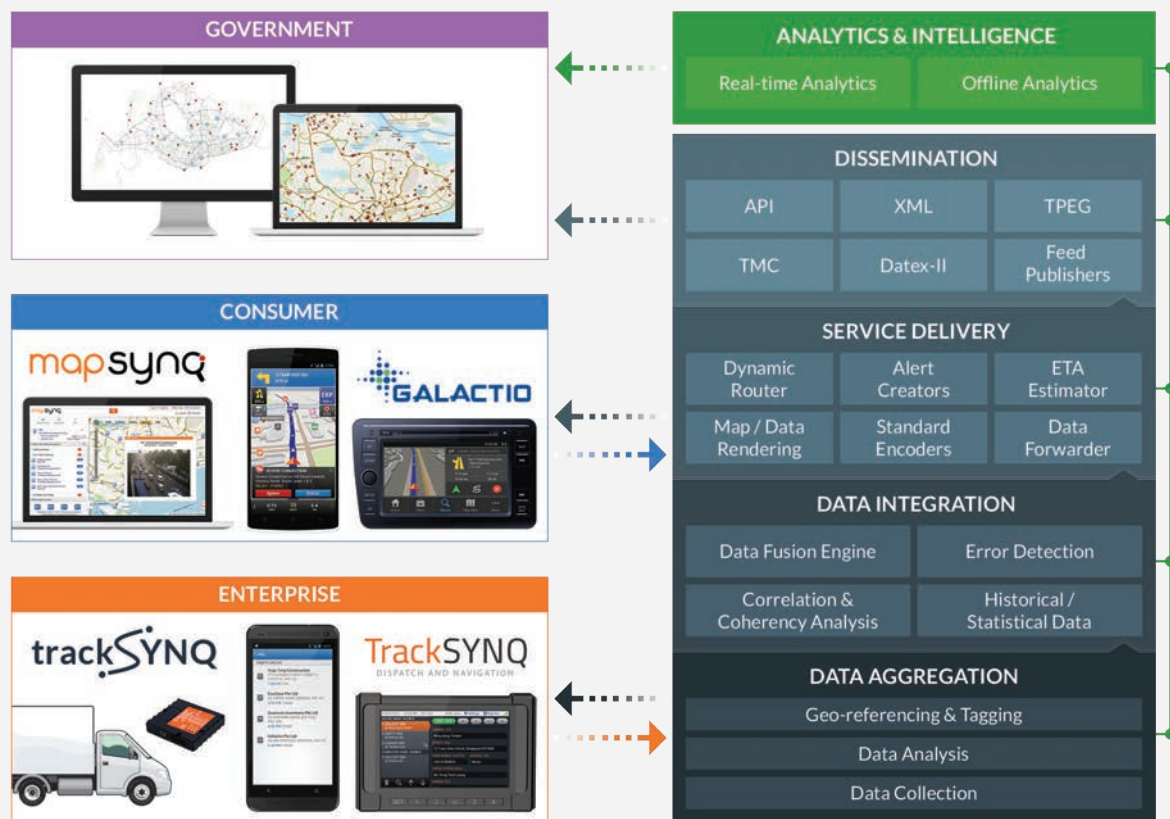 GOVERNMENT
CONSUMER
mapsynq
GALACTIO
ENTERPRISE
trackSYNQ
TrackSYNQ
DISPATCH AND NAVIGATION
ANALYTICS & INTELLIGENCE
Real-time Analytics
Offline Analytics
DISSEMINATION
API
XML
TPEG
TMC
Datex-II
Feed
Publishers
SERVICE DELIVERY
Dynamic
Router
Alert
Creators
ETA
Estimator
Map / Data
Rendering
Standard
Encoders
Data
Forwarder
DATA INTEGRATION
Data Fusion Engine
Error Detection
Correlation &
Coherency Analysis
Historical /
Statistical Data
DATA AGGREGATION
Geo-referencing & Tagging
Data Analysis
Data Collection